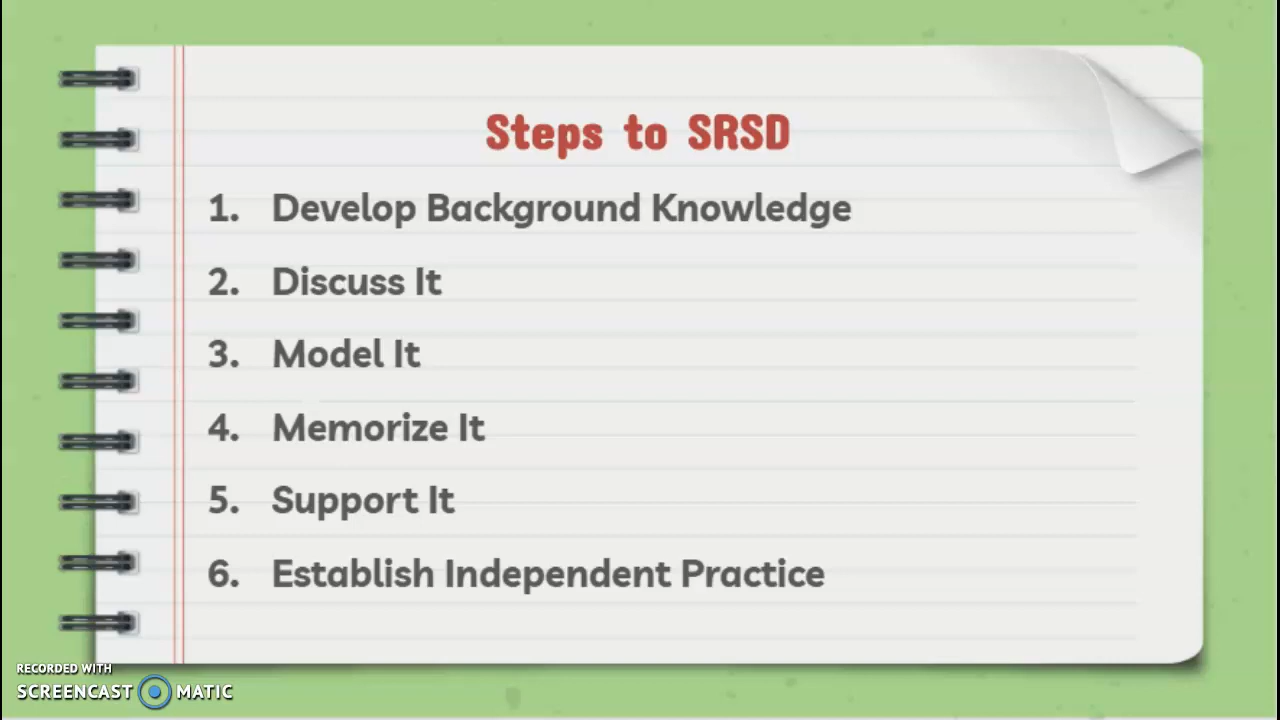 Steps to SRSD
1. Develop Background Knowledge
2. Discuss It
3. Model It
4. Memorize It
5. Support It
6. Establish Independent Practice
RECORDED WITH
SCREENCAST MATIC